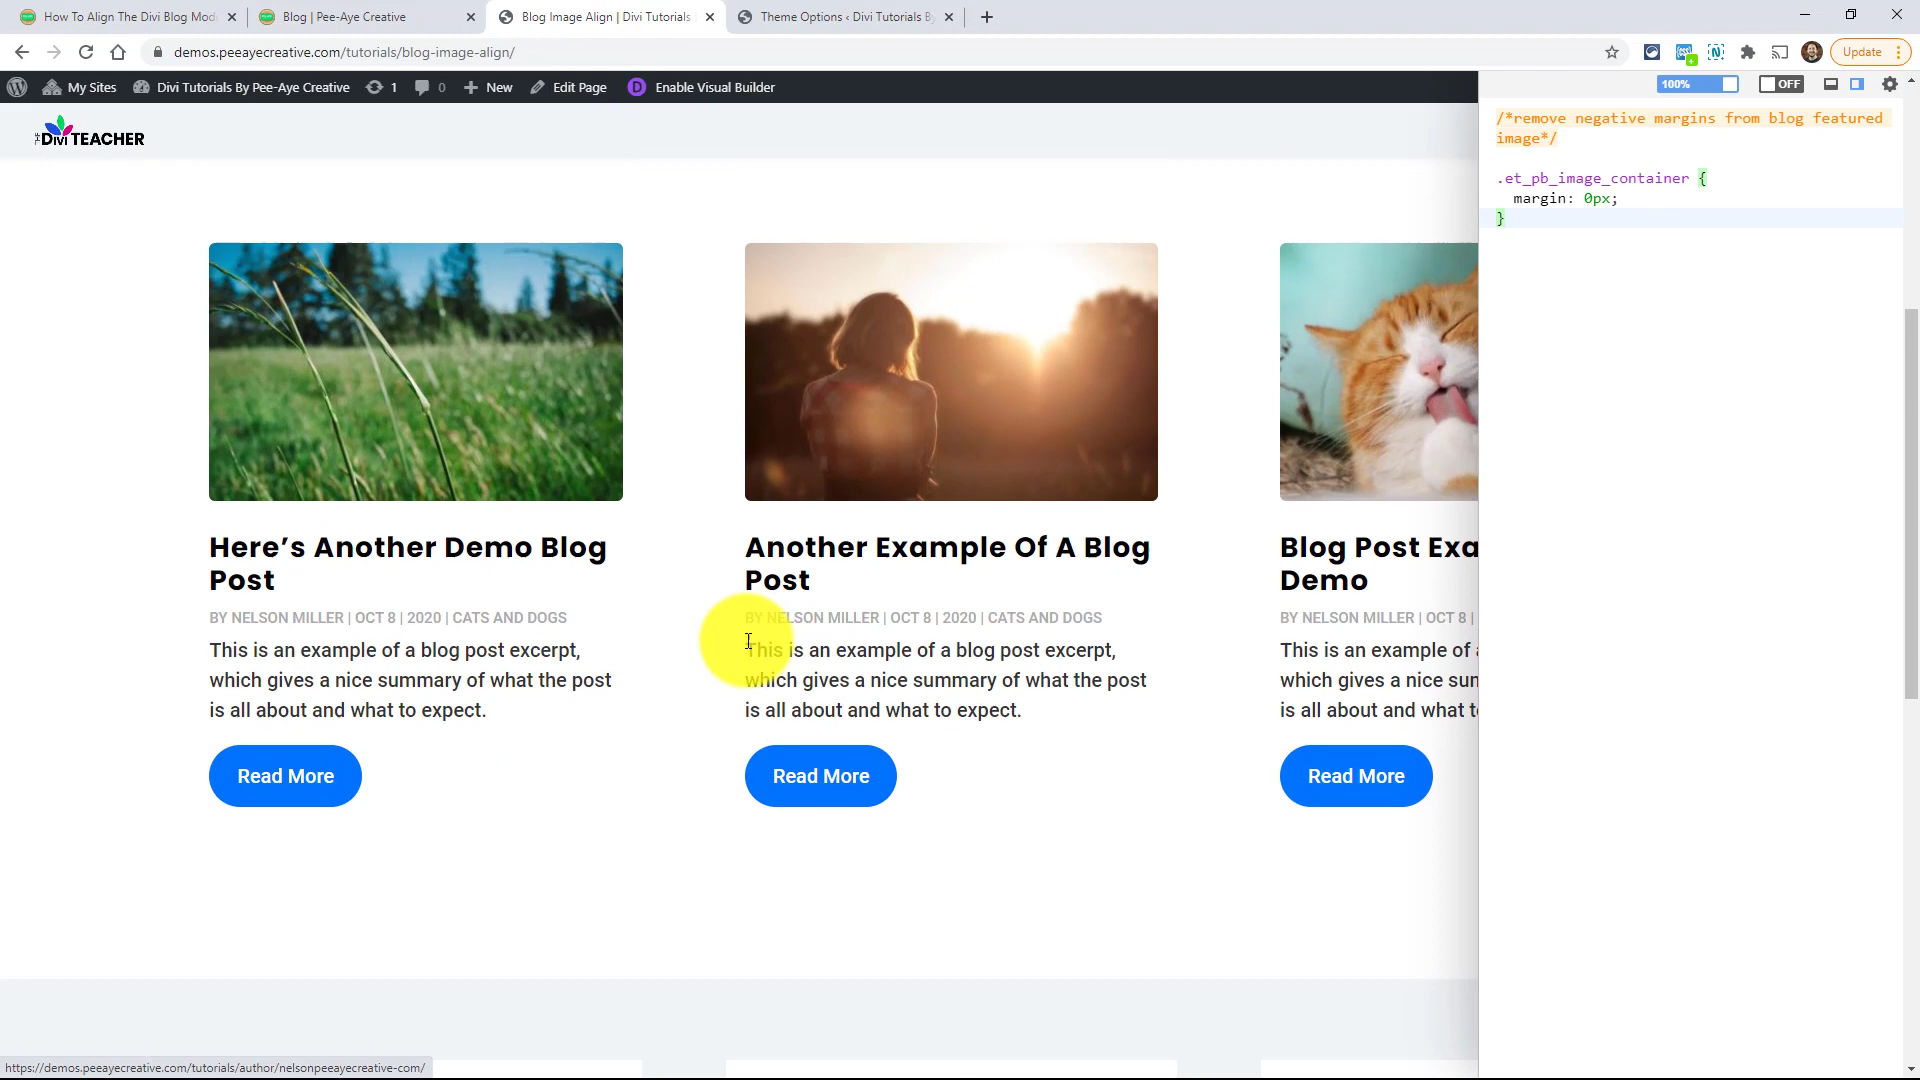 How To Align The Divi Blog Mod
Blog | Pee-Aye Creative
Blog Image Align | Divi Tutorials
Theme Options ‹ Divi Tutorials By
demos.peeayecreative.com/tutorials/blog-image-align/
Update
My Sites
Divi Tutorials By Pee-Aye Creative
1
0
New
Edit Page
Enable Visual Builder
100%
OFF
THE DIVI TEACHER
/*remove negative margins from blog featured
image*/
.et_pb_image_container {
margin: 0px;
}
Here's Another Demo Blog
Post
BY NELSON MILLER | OCT 8 | 2020 | CATS AND DOGS
This is an example of a blog post excerpt,
which gives a nice summary of what the post
is all about and what to expect.
Read More
Another Example Of A Blog
Post
BY NELSON MILLER | OCT 8 | 2020 | CATS AND DOGS
This is an example of a blog post excerpt,
which gives a nice summary of what the post
is all about and what to expect.
Read More
Blog Post Exa
Demo
BY NELSON MILLER | OCT 8 |
This is an example of
which gives a nice sum
is all about and what t
Read More
https://demos.peeayecreative.com/tutorials/author/nelsonpeeayecreative-com/